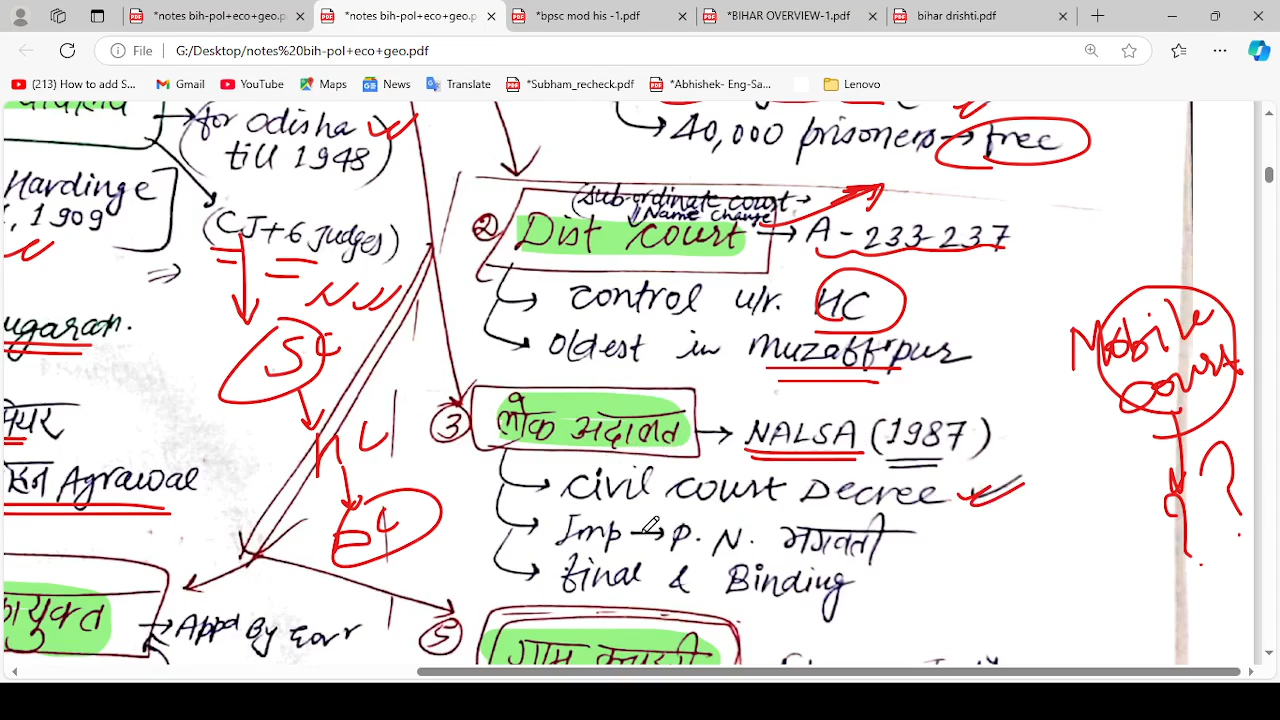 *notes bih-pol+eco+geo.p
*notes bih-pol+eco+geo.p
*bpsc mod his -1.pdf
*BIHAR OVERVIEW-1.pdf
bihar drishti.pdf
File
G:/Desktop/notes%20bih-pol+eco+geo.pdf
(213) How to add S...
Gmail
YouTube
Maps
News
Translate
*Subham_recheck.pdf
*Abhishek- Eng-Sa...
Lenovo
for Odisha
till 1948
40,000 prisoners → free
Hardinge
, 1909
(CJ + 6 Judges)
⇒
(Sub-ordinate court →
Name change
② Dist court → A - 233-237
control u/r. HC
Oldest in Muzaffrpur
Mobile
court
?
SC
HC
DC
③ लोक अदालत → NALSA (1987)
Civil court Decree
Imp → P. N. भगवती
final & Binding
ugaran.
Agrawal
→ Appd By Govr
⑤